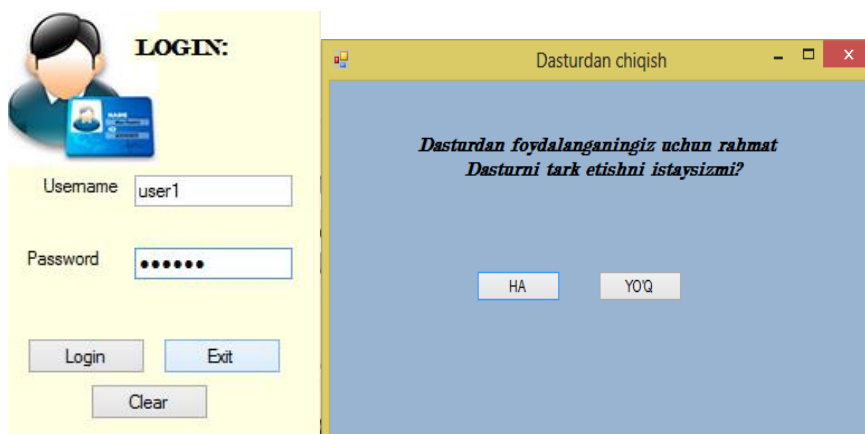 LOGIN:
NAME
Username
user1
Password
Login
Exit
Clear
Dasturdan chiqish
Dasturdan foydalanganingiz uchun rahmat
Dasturni tark etishni istaysizmi?
HA
YO'Q